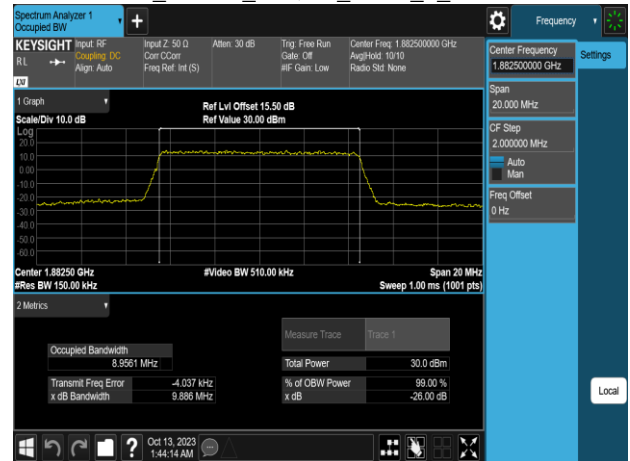 Spectrum Analyzer 1
Occupied BW
Frequency
KEYSIGHT
RL
LXI
Input: RF
Coupling: DC
Align: Auto
Input Z: 50 Ω
Corr CCorr
Freq Ref: Int (S)
Atten: 30 dB
Trig: Free Run
Gate: Off
#IF Gain: Low
Center Freq: 1.882500000 GHz
Avg|Hold: 10/10
Radio Std: None
Center Frequency
1.882500000 GHz
Settings
Span
20.000 MHz
CF Step
2.000000 MHz
Auto
Man
Freq Offset
0 Hz
Local
1 Graph
Scale/Div 10.0 dB
Ref Lvl Offset 15.50 dB
Ref Value 30.00 dBm
Log
20.0
10.0
0.00
-10.0
-20.0
-30.0
-40.0
-50.0
-60.0
Center 1.88250 GHz
#Res BW 150.00 kHz
#Video BW 510.00 kHz
Span 20 MHz
Sweep 1.00 ms (1001 pts)
2 Metrics
Measure Trace
Trace 1
Occupied Bandwidth
8.9561 MHz
Total Power
30.0 dBm
Transmit Freq Error
-4.037 kHz
% of OBW Power
99.00 %
x dB Bandwidth
9.886 MHz
x dB
-26.00 dB
?
Oct 13, 2023
1:44:14 AM